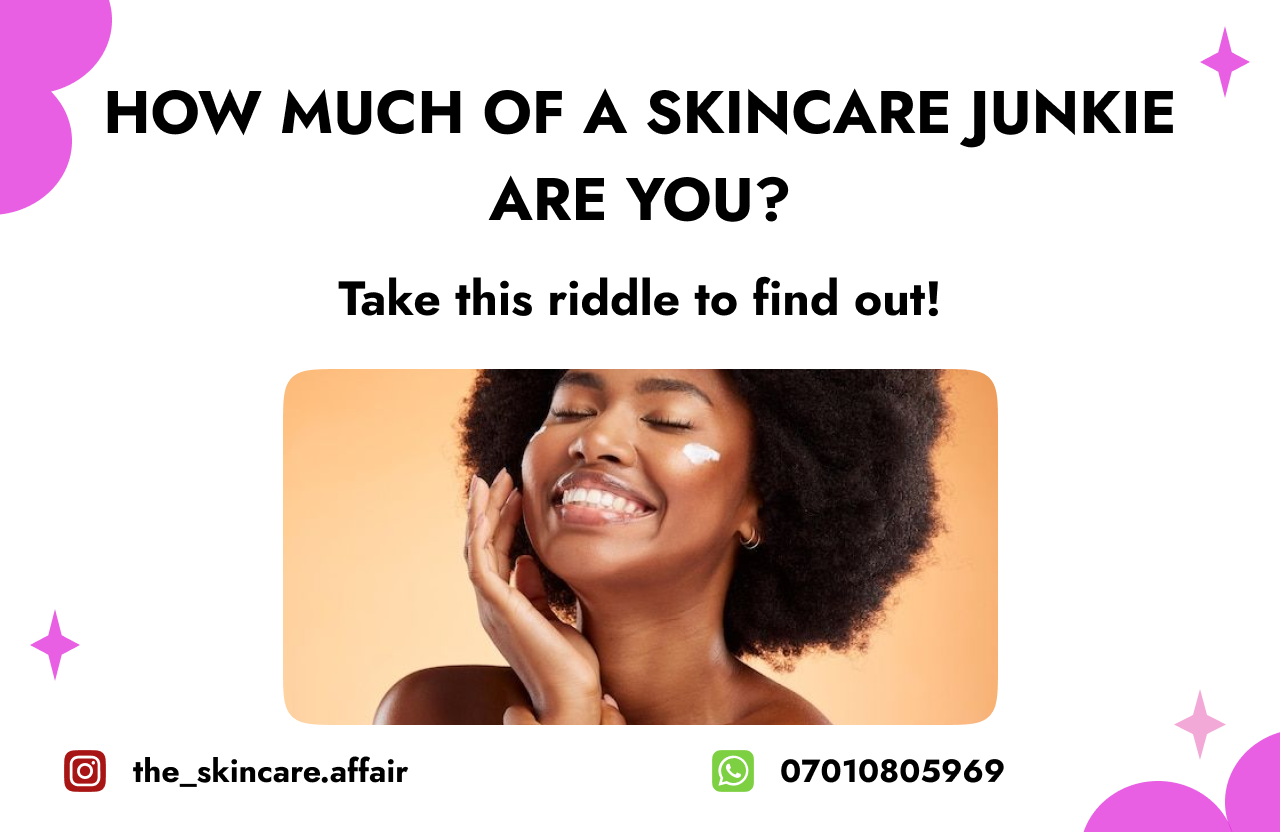 HOW MUCH OF A SKINCARE JUNKIE
ARE YOU?
Take this riddle to find out!
the_skincare.affair
07010805969